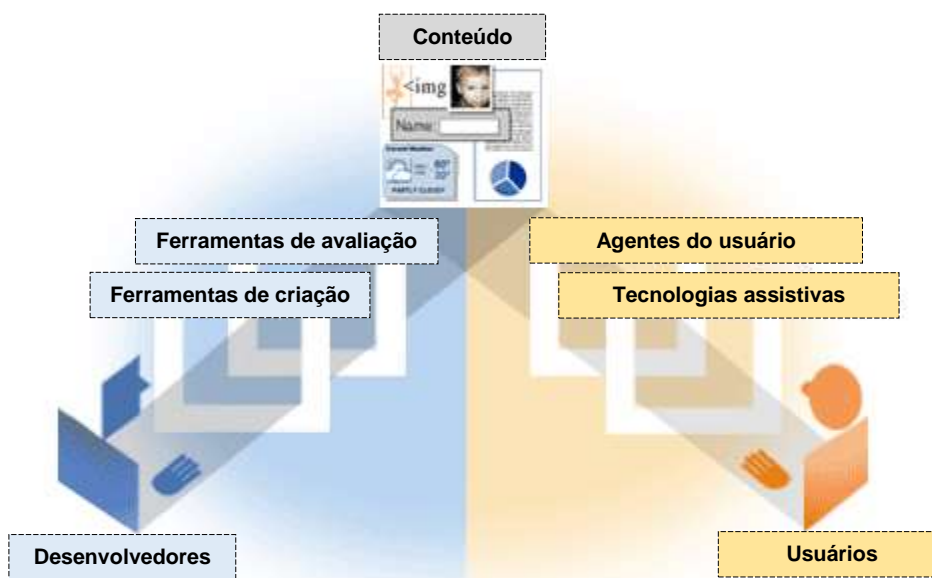 Conteúdo
<img
Name:
PARTLY CLOUDY
Ferramentas de avaliação
Agentes do usuário
Ferramentas de criação
Tecnologias assistivas
Desenvolvedores
Usuários